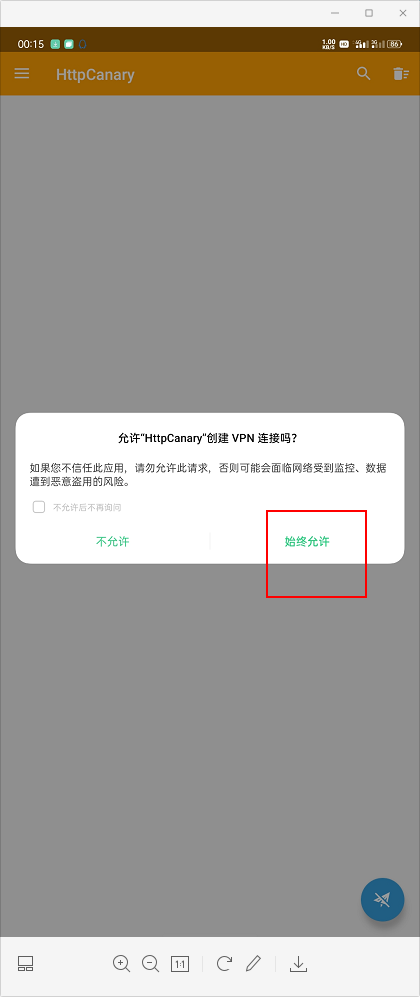 00:15
1.00 KB/S HD 4G 2G 86
HttpCanary
允许"HttpCanary"创建 VPN 连接吗?
如果您不信任此应用，请勿允许此请求，否则可能会面临网络受到监控、数据
遭到恶意盗用的风险。
不允许后不再询问
不允许
始终允许
1:1